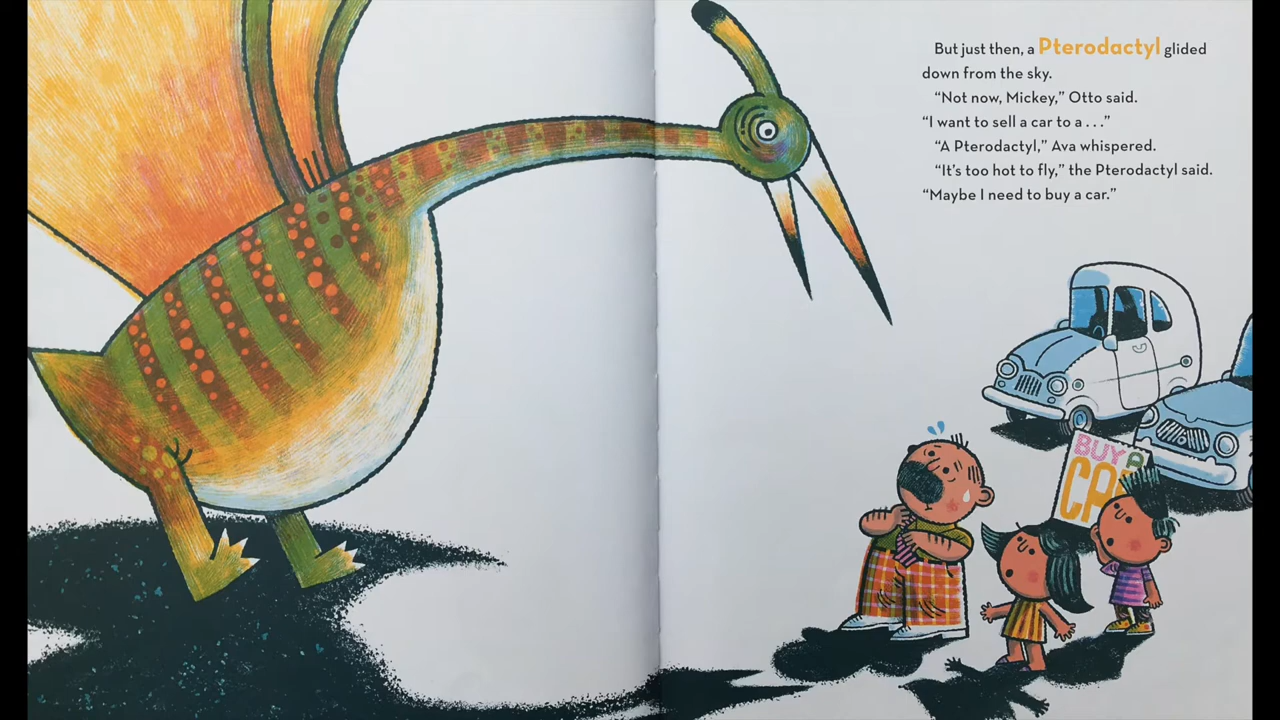 But just then, a Pterodactyl glided
down from the sky.
“Not now, Mickey,” Otto said.
“I want to sell a car to a . . .”
“A Pterodactyl,” Ava whispered.
“It’s too hot to fly,” the Pterodactyl said.
“Maybe I need to buy a car.”
BUY A